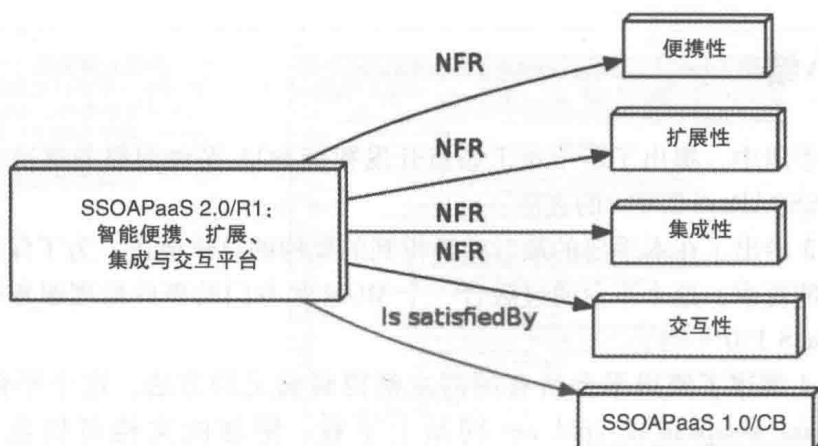 NFR
便携性
NFR
扩展性
SSOAPaaS 2.0/R1：
智能便携、扩展、
集成与交互平台
NFR
集成性
NFR
交互性
Is satisfiedBy
SSOAPaaS 1.0/CB